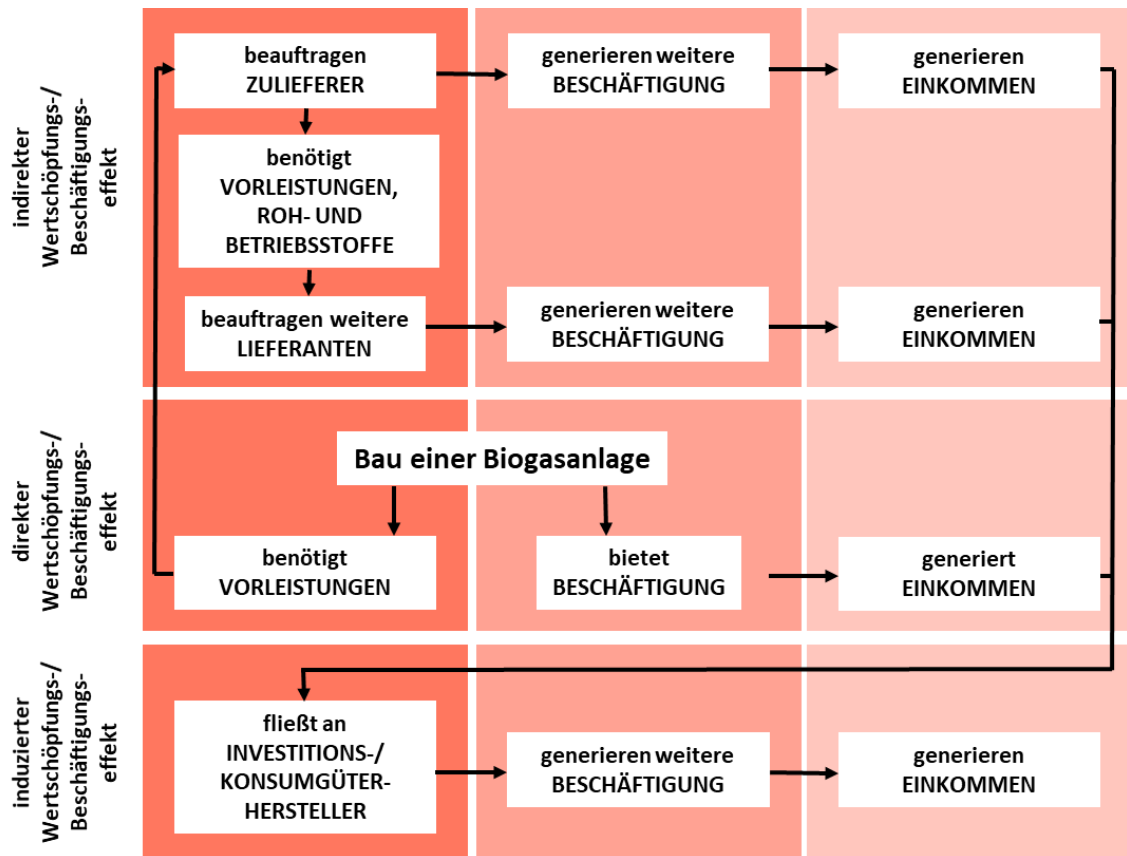 indirekter
Wertschöpfungs-/
Beschäftigungs-
effekt
beauftragen
ZULIEFERER
generieren weitere
BESCHÄFTIGUNG
generieren
EINKOMMEN
benötigt
VORLEISTUNGEN,
ROH- UND
BETRIEBSSTOFFE
beauftragen weitere
LIEFERANTEN
generieren weitere
BESCHÄFTIGUNG
generieren
EINKOMMEN
direkter
Wertschöpfungs-/
Beschäftigungs-
effekt
Bau einer Biogasanlage
benötigt
VORLEISTUNGEN
bietet
BESCHÄFTIGUNG
generiert
EINKOMMEN
induzierter
Wertschöpfungs-/
Beschäftigungs-
effekt
fließt an
INVESTITIONS-/
KONSUMGÜTER-
HERSTELLER
generieren weitere
BESCHÄFTIGUNG
generieren
EINKOMMEN